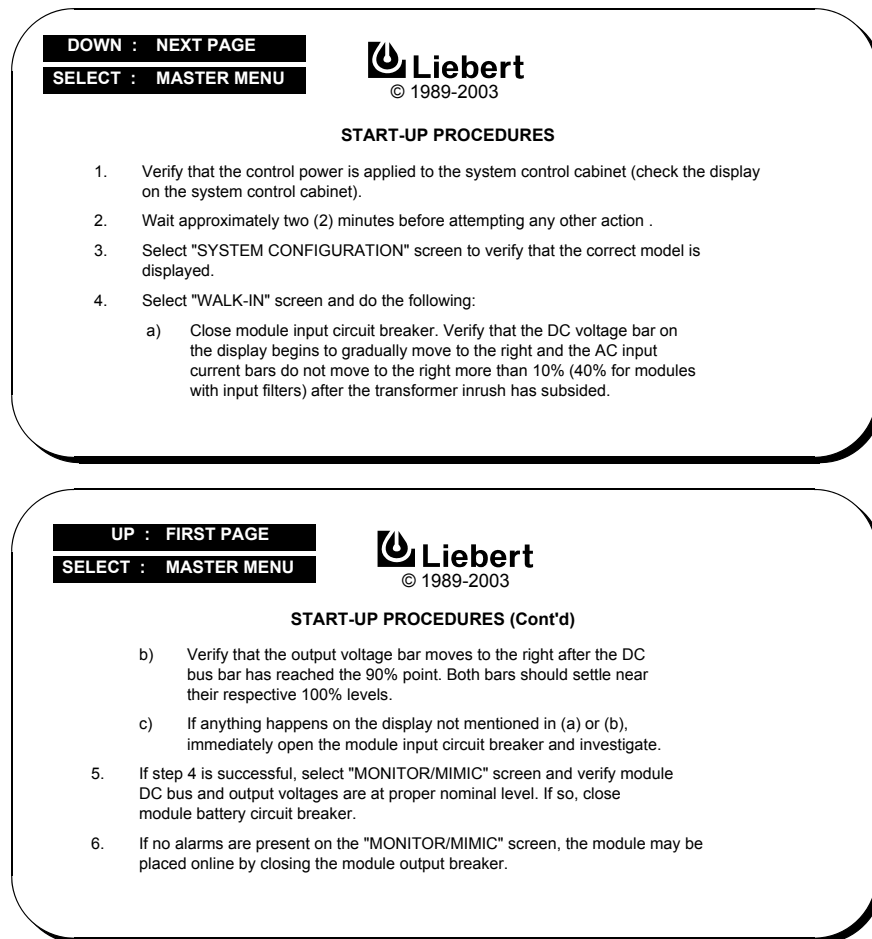 DOWN : NEXT PAGE
SELECT : MASTER MENU
Liebert
© 1989-2003
START-UP PROCEDURES
1. Verify that the control power is applied to the system control cabinet (check the display
on the system control cabinet).
2. Wait approximately two (2) minutes before attempting any other action .
3. Select "SYSTEM CONFIGURATION" screen to verify that the correct model is
displayed.
4. Select "WALK-IN" screen and do the following:
a) Close module input circuit breaker. Verify that the DC voltage bar on
the display begins to gradually move to the right and the AC input
current bars do not move to the right more than 10% (40% for modules
with input filters) after the transformer inrush has subsided.
UP : FIRST PAGE
SELECT : MASTER MENU
Liebert
© 1989-2003
START-UP PROCEDURES (Cont'd)
b) Verify that the output voltage bar moves to the right after the DC
bus bar has reached the 90% point. Both bars should settle near
their respective 100% levels.
c) If anything happens on the display not mentioned in (a) or (b),
immediately open the module input circuit breaker and investigate.
5. If step 4 is successful, select "MONITOR/MIMIC" screen and verify module
DC bus and output voltages are at proper nominal level. If so, close
module battery circuit breaker.
6. If no alarms are present on the "MONITOR/MIMIC" screen, the module may be
placed online by closing the module output breaker.